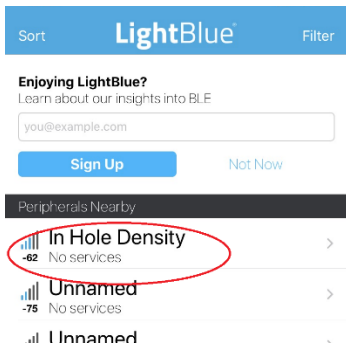 Sort LightBlue Filter
Enjoying LightBlue?
Learn about our insights into BLE
you@example.com
Sign Up Not Now
Peripherals Nearby
In Hole Density
-62 No services
Unnamed
-75 No services
Unnamed